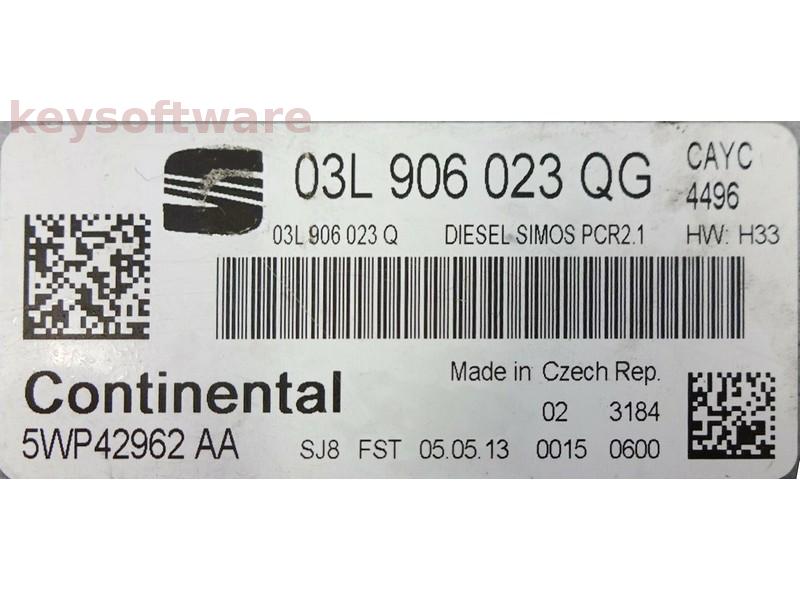 keysoftware
03L 906 023 QG
CAYC
4496
03L 906 023 Q DIESEL SIMOS PCR2.1 HW: H33
Continental
Made in Czech Rep.
02 3184
5WP42962 AA SJ8 FST 05.05.13 0015 0600